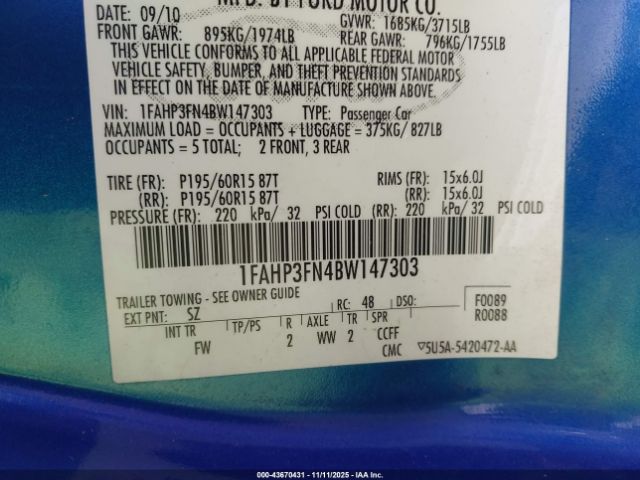 MFD. BY FORD MOTOR CO.
DATE: 09/10 GVWR: 1685KG/3715LB
FRONT GAWR: 895KG/1974LB REAR GAWR: 796KG/1755LB
THIS VEHICLE CONFORMS TO ALL APPLICABLE FEDERAL MOTOR
VEHICLE SAFETY, BUMPER, AND THEFT PREVENTION STANDARDS
IN EFFECT ON THE DATE OF MANUFACTURE SHOWN ABOVE.
VIN: 1FAHP3FN4BW147303 TYPE: Passenger Car
MAXIMUM LOAD = OCCUPANTS + LUGGAGE = 375KG/ 827LB
OCCUPANTS = 5 TOTAL; 2 FRONT, 3 REAR
TIRE (FR): P195/60R15 87T RIMS (FR): 15x6.0J
(RR): P195/60R15 87T (RR): 15x6.0J
PRESSURE (FR): 220 kPa/ 32 PSI COLD (RR): 220 kPa/ 32 PSI COLD
1FAHP3FN4BW147303
TRAILER TOWING - SEE OWNER GUIDE
EXT PNT: SZ RC: 48 DSO: F0089
R0088
INT TR TP/PS R AXLE TR SPR
FW 2 WW 2 CCFF
CMC ▽5U5A-5420472-AA
000-43670431 - 11/11/2025 - IAA INC.